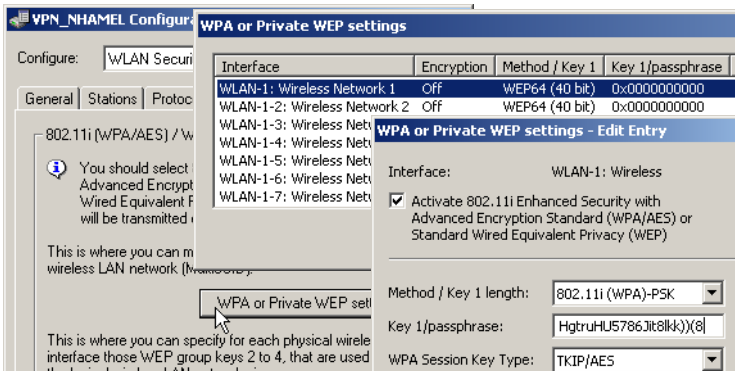 VPN_NHAMEL Configura
Configure: WLAN Securi
General Stations Protoc
802.11i (WPA/AES) / W
You should select
Advanced Encrypt
Wired Equivalent F
will be transmitted
This is where you can m
wireless LAN network
WPA or Private WEP sett
This is where you can specify for each physical wirele
interface those WEP group keys 2 to 4, that are used
WPA or Private WEP settings
Interface Encryption Method / Key 1 Key 1/passphrase
WLAN-1: Wireless Network 1 Off WEP64 (40 bit) 0x0000000000
WLAN-1-2: Wireless Network 2 Off WEP64 (40 bit) 0x0000000000
WLAN-1-3: Wireless Netw
WLAN-1-4: Wireless Netw
WLAN-1-5: Wireless Netw
WLAN-1-6: Wireless Netw
WLAN-1-7: Wireless Netw
WPA or Private WEP settings - Edit Entry
Interface: WLAN-1: Wireless
Activate 802.11i Enhanced Security with
Advanced Encryption Standard (WPA/AES) or
Standard Wired Equivalent Privacy (WEP)
Method / Key 1 length: 802.11i (WPA)-PSK
Key 1/passphrase: HgtruHU5786Jit8lkk))(8
WPA Session Key Type: TKIP/AES